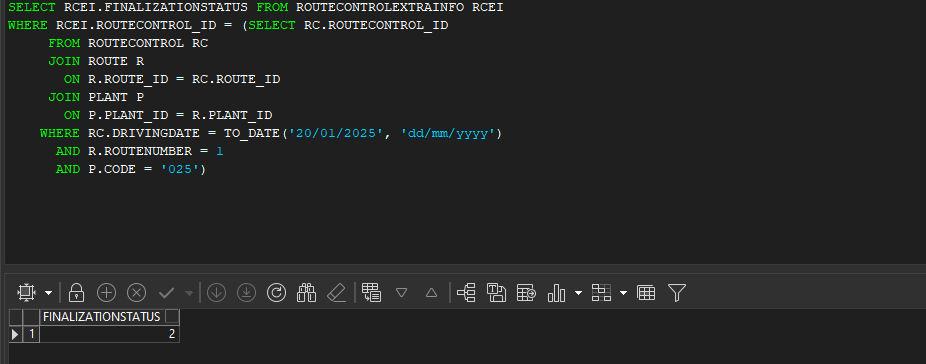 SELECT RCEI.FINALIZATIONSTATUS FROM ROUTECONTROLEXTRAINFO RCEI
WHERE RCEI.ROUTECONTROL_ID = (SELECT RC.ROUTECONTROL_ID
FROM ROUTECONTROL RC
JOIN ROUTE R
ON R.ROUTE_ID = RC.ROUTE_ID
JOIN PLANT P
ON P.PLANT_ID = R.PLANT_ID
WHERE RC.DRIVINGDATE = TO_DATE('20/01/2025', 'dd/mm/yyyy')
AND R.ROUTENUMBER = 1
AND P.CODE = '025')
FINALIZATIONSTATUS
1 2